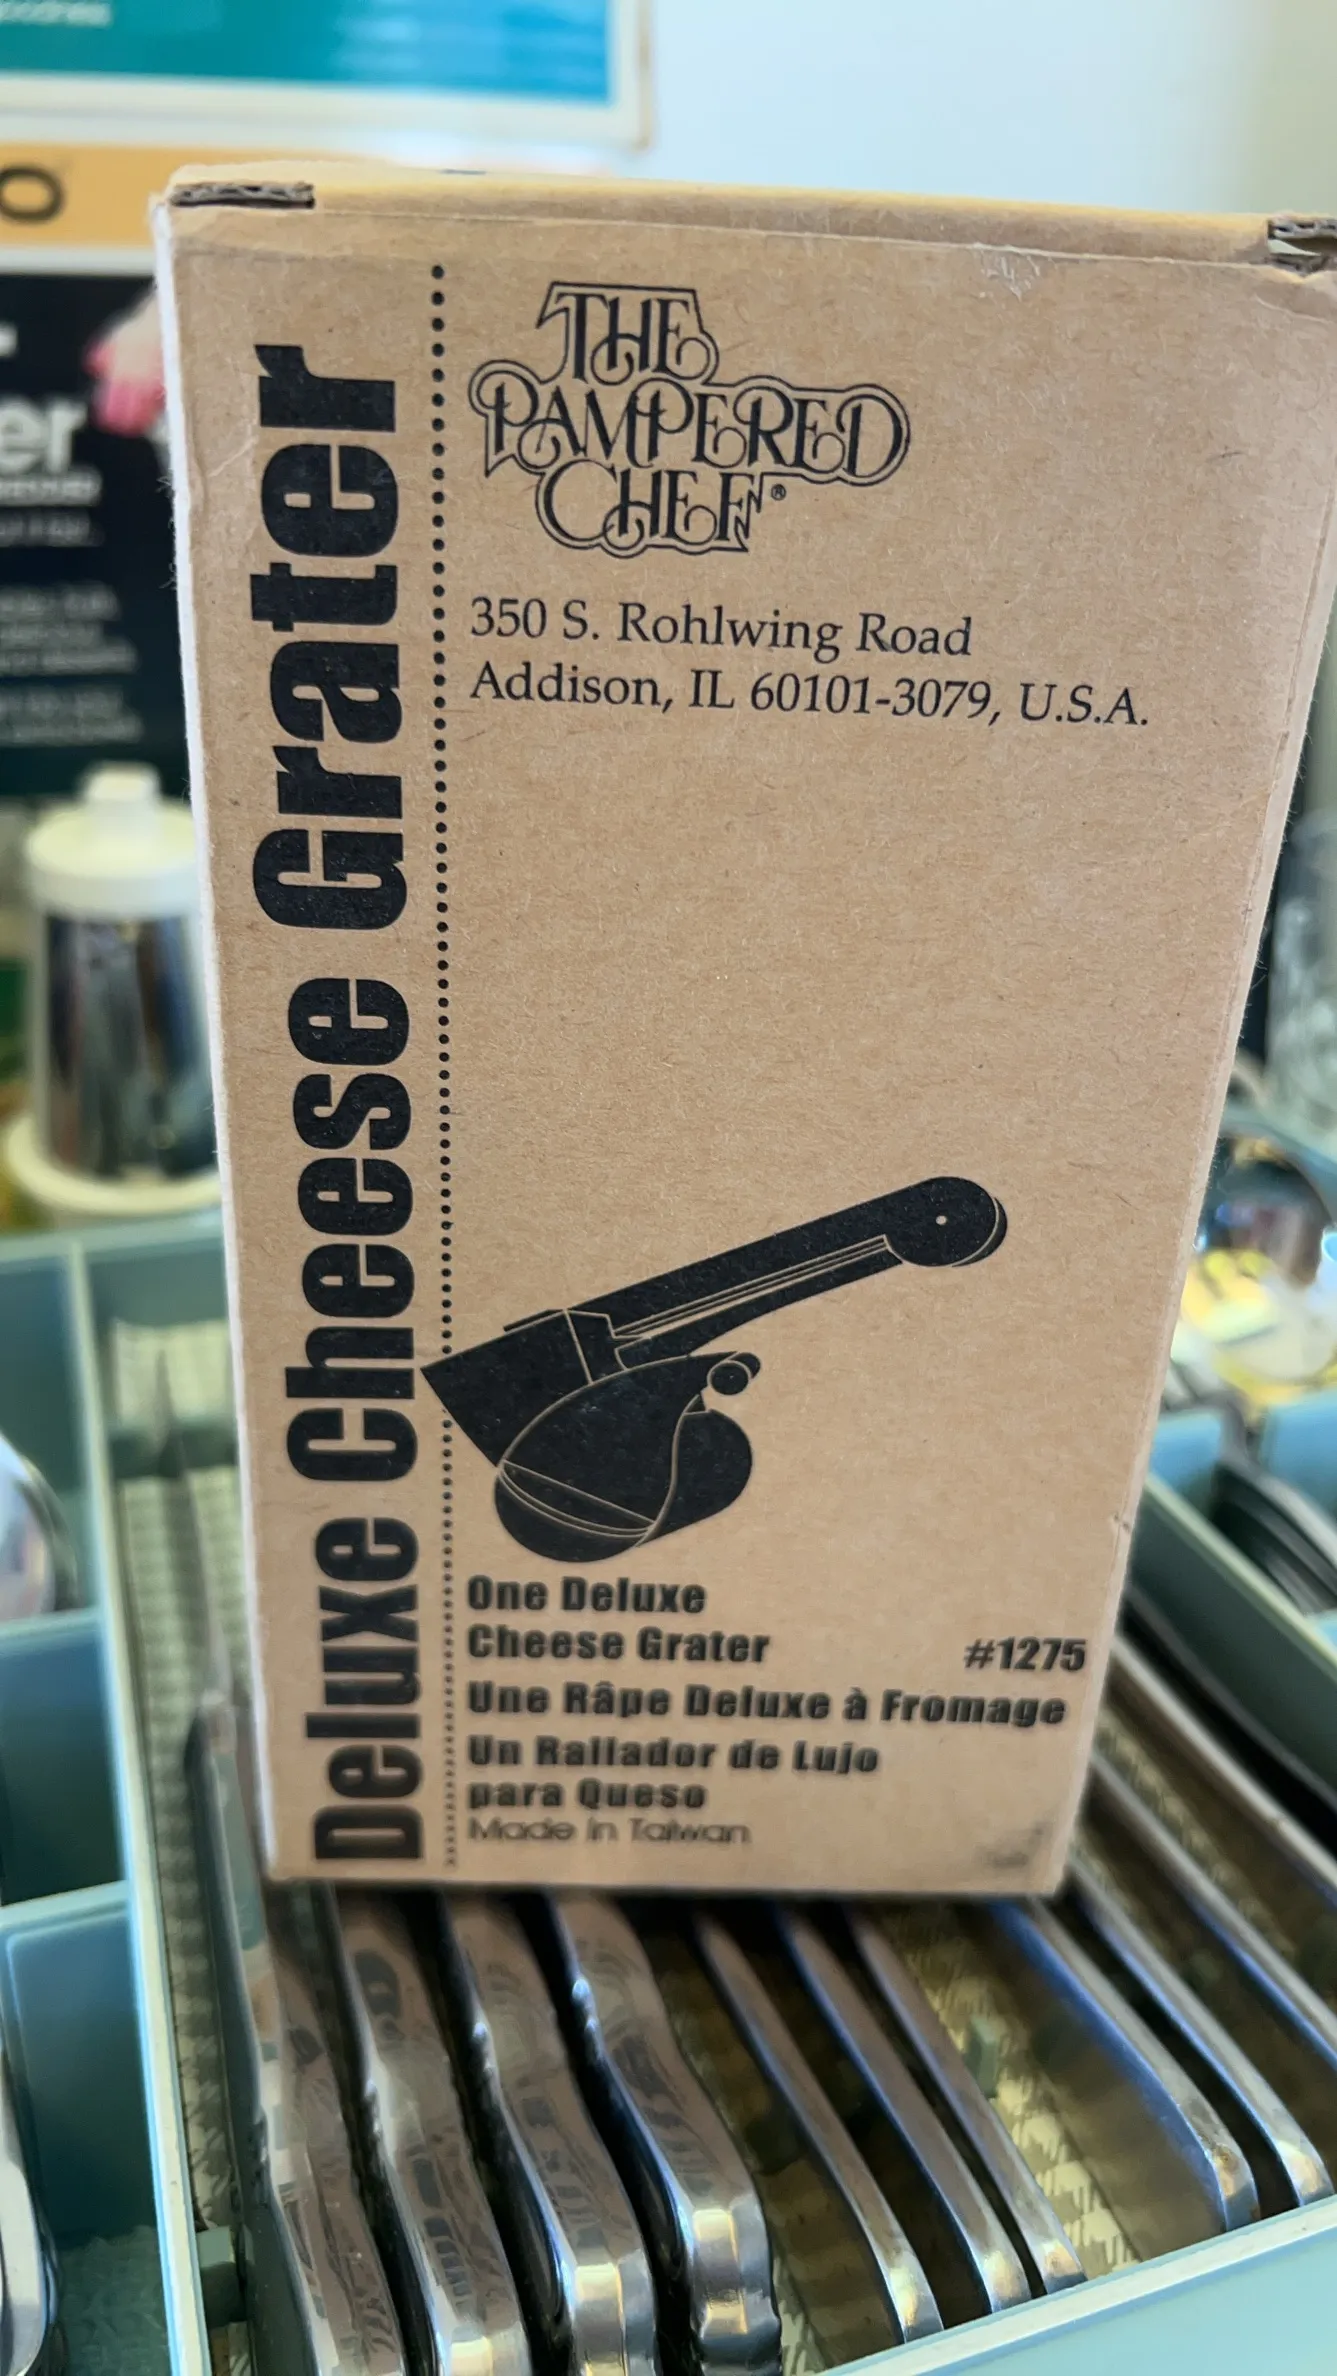 Deluxe Cheese Grater
THE
PAMPERED
CHEF®
350 S. Rohlwing Road
Addison, IL 60101-3079, U.S.A.
One Deluxe
Cheese Grater
#1275
Une Râpe Deluxe à Fromage
Un Rallador de Lujo
para Queso
Made in Taiwan